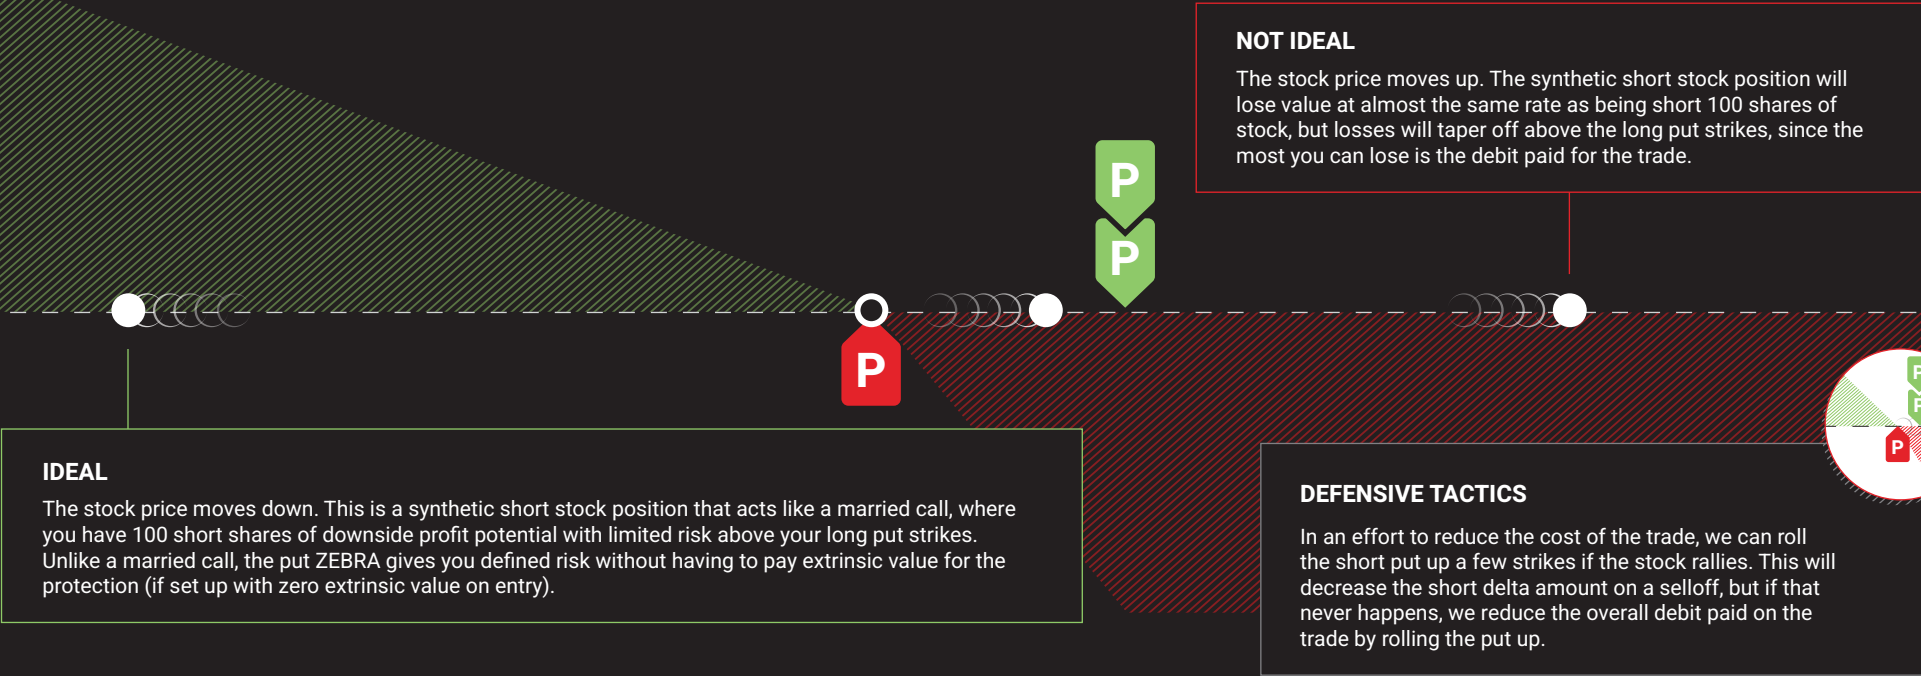 NOT IDEAL
The stock price moves up. The synthetic short stock position will
lose value at almost the same rate as being short 100 shares of
stock, but losses will taper off above the long put strikes, since the
most you can lose is the debit paid for the trade.
P
P
P
P
P
P
IDEAL
The stock price moves down. This is a synthetic short stock position that acts like a married call, where
you have 100 short shares of downside profit potential with limited risk above your long put strikes.
Unlike a married call, the put ZEBRA gives you defined risk without having to pay extrinsic value for the
protection (if set up with zero extrinsic value on entry).
DEFENSIVE TACTICS
In an effort to reduce the cost of the trade, we can roll
the short put up a few strikes if the stock rallies. This will
decrease the short delta amount on a selloff, but if that
never happens, we reduce the overall debit paid on the
trade by rolling the put up.